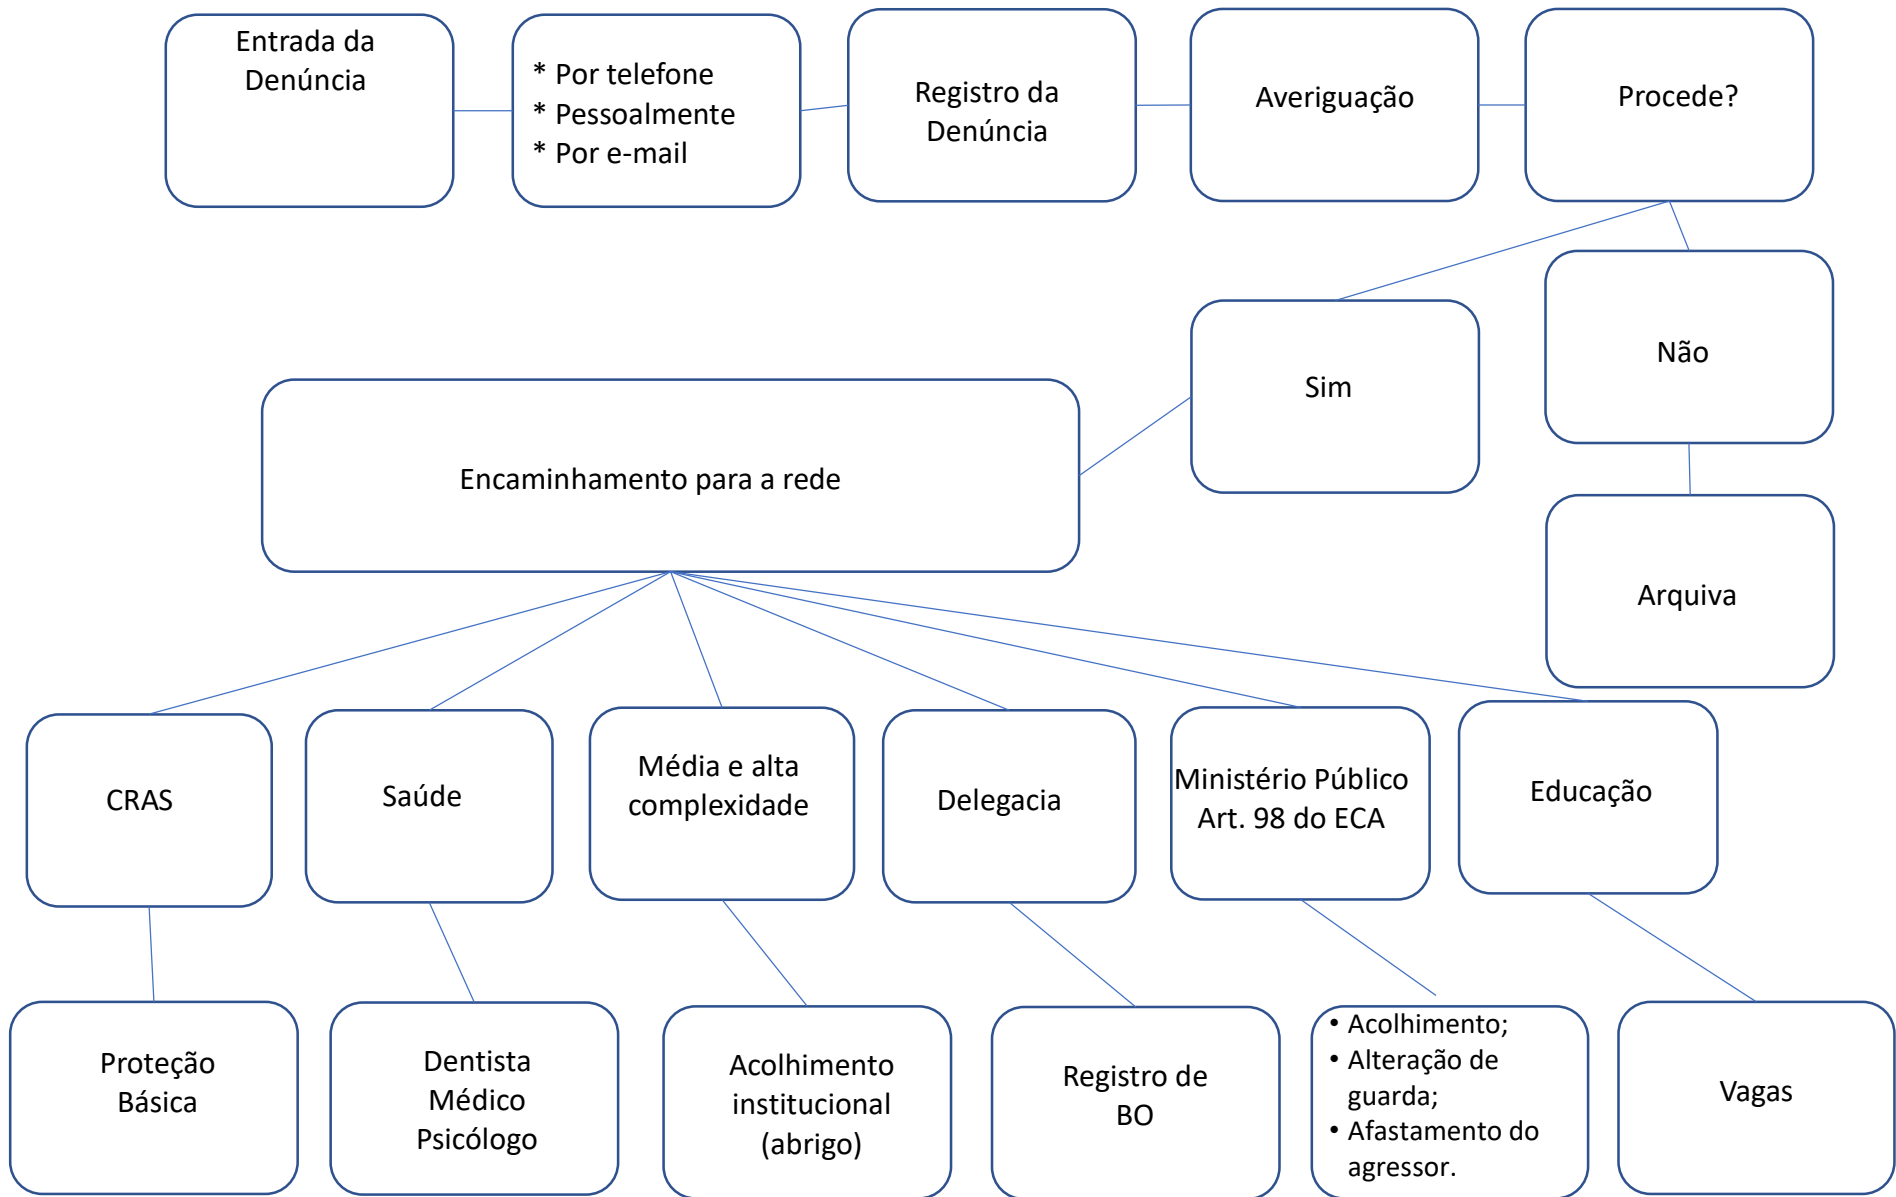 Entrada da
Denúncia
* Por telefone
* Pessoalmente
* Por e-mail
Registro da
Denúncia
Averiguação
Procede?
Sim
Não
Encaminhamento para a rede
Arquiva
CRAS
Saúde
Média e alta
complexidade
Delegacia
Ministério Público
Art. 98 do ECA
Educação
Proteção
Básica
Dentista
Médico
Psicólogo
Acolhimento
institucional
(abrigo)
Registro de
BO
• Acolhimento;
• Alteração de
guarda;
• Afastamento do
agressor.
Vagas